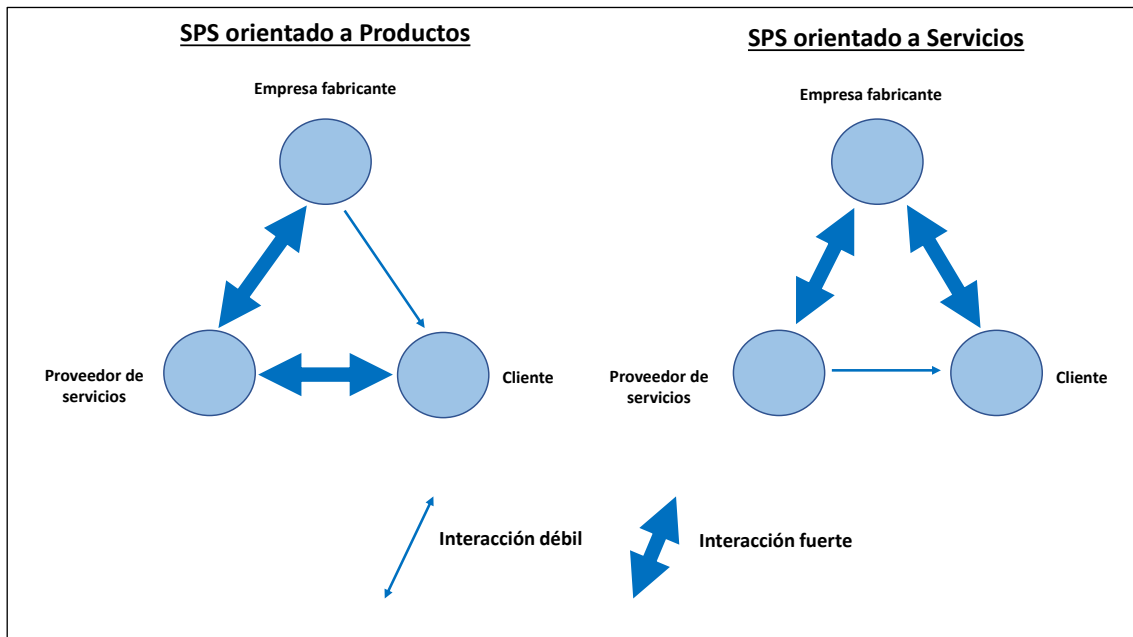 SPS orientado a Productos
Empresa fabricante
Proveedor de
servicios
Cliente
SPS orientado a Servicios
Empresa fabricante
Proveedor de
servicios
Cliente
Interacción débil
Interacción fuerte